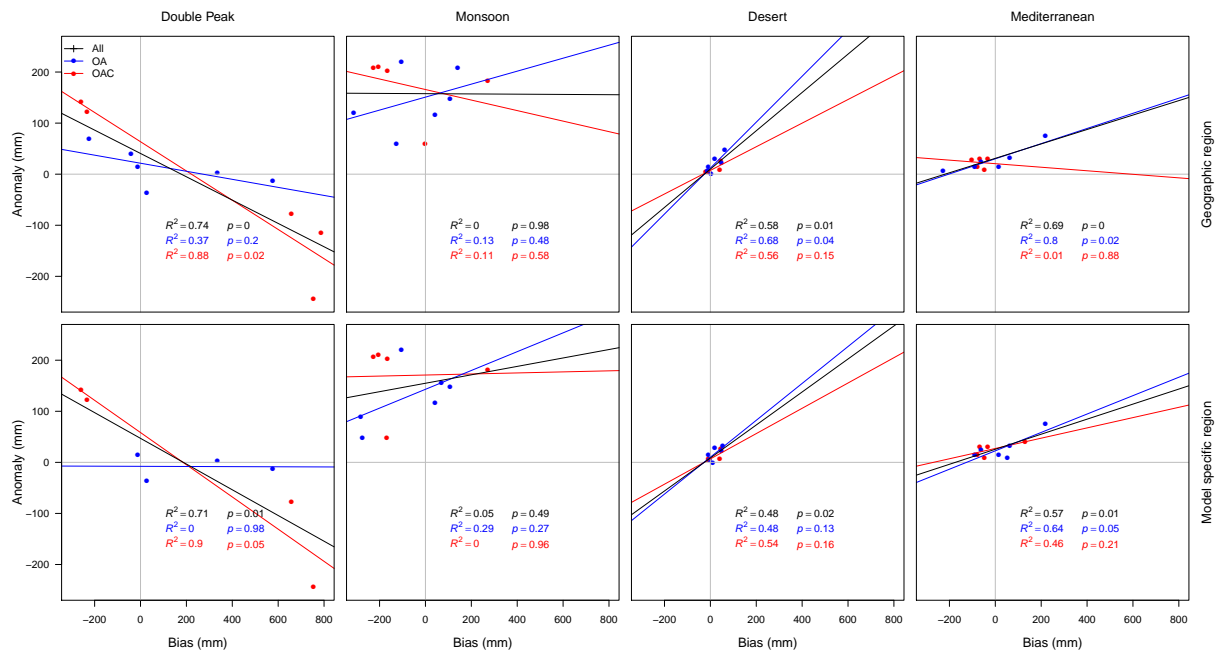 Double Peak Monsoon Desert Mediterranean
All
OA
OAC
200
100
0
−100
−200
Anomaly (mm)
Geographic region
R² = 0.74 p = 0
R² = 0.37 p = 0.2
R² = 0.88 p = 0.02
R² = 0 p = 0.98
R² = 0.13 p = 0.48
R² = 0.11 p = 0.58
R² = 0.58 p = 0.01
R² = 0.68 p = 0.04
R² = 0.56 p = 0.15
R² = 0.69 p = 0
R² = 0.8 p = 0.02
R² = 0.01 p = 0.88
200
100
0
−100
−200
Anomaly (mm)
Model specific region
R² = 0.71 p = 0.01
R² = 0 p = 0.98
R² = 0.9 p = 0.05
R² = 0.05 p = 0.49
R² = 0.29 p = 0.27
R² = 0 p = 0.96
R² = 0.48 p = 0.02
R² = 0.48 p = 0.13
R² = 0.54 p = 0.16
R² = 0.57 p = 0.01
R² = 0.64 p = 0.05
R² = 0.46 p = 0.21
−200 0 200 400 600 800 −200 0 200 400 600 800 −200 0 200 400 600 800 −200 0 200 400 600 800
Bias (mm) Bias (mm) Bias (mm) Bias (mm)